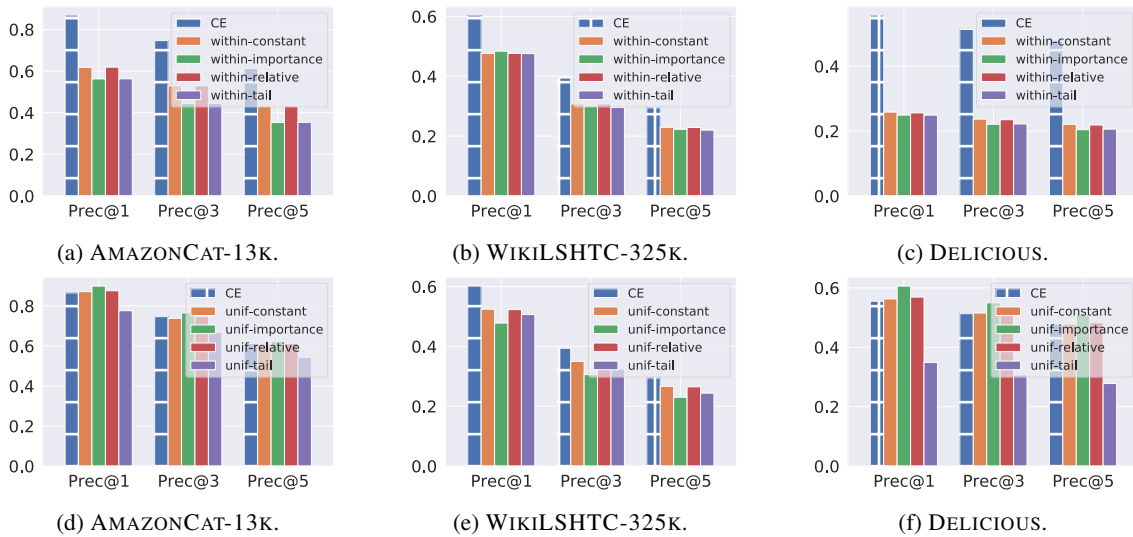 0.8
0.6
0.4
0.2
0.0
CE
within-constant
within-importance
within-relative
within-tail
Prec@1 Prec@3 Prec@5
(a) AMAZONCAT-13K.
0.6
0.4
0.2
0.0
CE
within-constant
within-importance
within-relative
within-tail
Prec@1 Prec@3 Prec@5
(b) WIKILSHTC-325K.
0.4
0.2
0.0
CE
within-constant
within-importance
within-relative
within-tail
Prec@1 Prec@3 Prec@5
(c) DELICIOUS.
0.8
0.6
0.4
0.2
0.0
CE
unif-constant
unif-importance
unif-relative
unif-tail
Prec@1 Prec@3 Prec@5
(d) AMAZONCAT-13K.
0.6
0.4
0.2
0.0
CE
unif-constant
unif-importance
unif-relative
unif-tail
Prec@1 Prec@3 Prec@5
(e) WIKILSHTC-325K.
0.6
0.4
0.2
0.0
CE
unif-constant
unif-importance
unif-relative
unif-tail
Prec@1 Prec@3 Prec@5
(f) DELICIOUS.